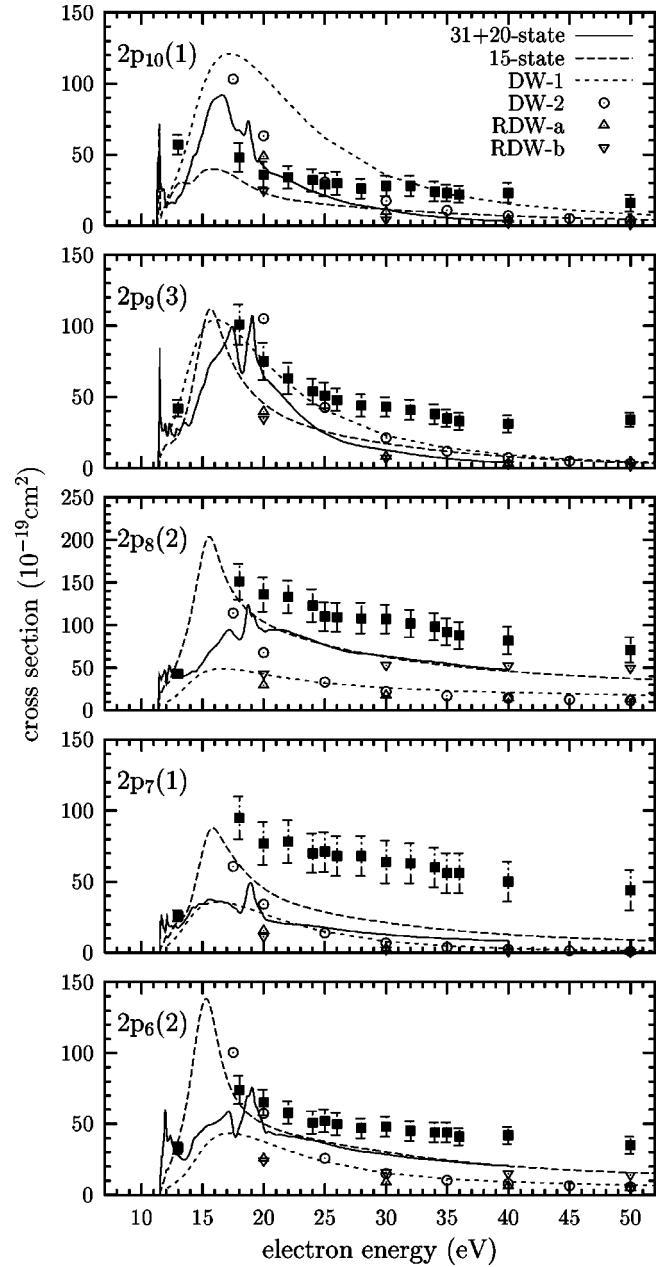 150
100
50
0
2p₁₀(1)
31+20-state
15-state
DW-1
DW-2
RDW-a
RDW-b
150
100
50
0
2p₉(3)
250
200
150
100
50
0
2p₈(2)
150
100
50
0
2p₇(1)
150
100
50
0
2p₆(2)
10 15 20 25 30 35 40 45 50
cross section (10⁻¹⁹cm²)
electron energy (eV)